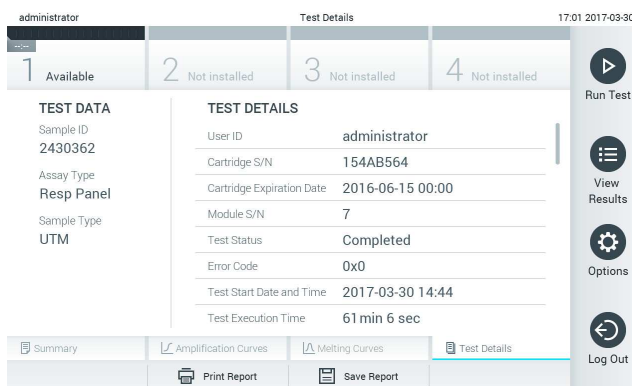 administrator Test Details 17:01 2017-03-30
--:--
1 Available 2 Not installed 3 Not installed 4 Not installed
Run Test
TEST DATA
Sample ID
2430362
Assay Type
Resp Panel
Sample Type
UTM
TEST DETAILS
User ID administrator
Cartridge S/N 154AB564
Cartridge Expiration Date 2016-06-15 00:00
Module S/N 7
Test Status Completed
Error Code 0x0
Test Start Date and Time 2017-03-30 14:44
Test Execution Time 61min 6 sec
View
Results
Options
Log Out
Summary Amplification Curves Melting Curves Test Details
Print Report Save Report